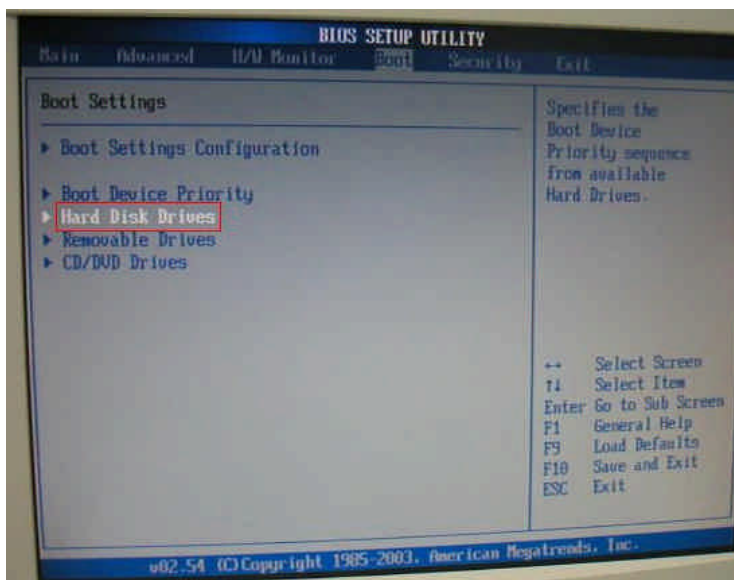 BIOS SETUP UTILITY
Main Advanced H/W Monitor Boot Security Exit
Boot Settings
▶ Boot Settings Configuration
▶ Boot Device Priority
▶ Hard Disk Drives
▶ Removable Drives
▶ CD/DVD Drives
Specifies the
Boot Device
Priority sequence
from available
Hard Drives.
↔ Select Screen
↑↓ Select Item
Enter Go to Sub Screen
F1 General Help
F9 Load Defaults
F10 Save and Exit
ESC Exit
v02.54 (C)Copyright 1985-2003, American Megatrends, Inc.